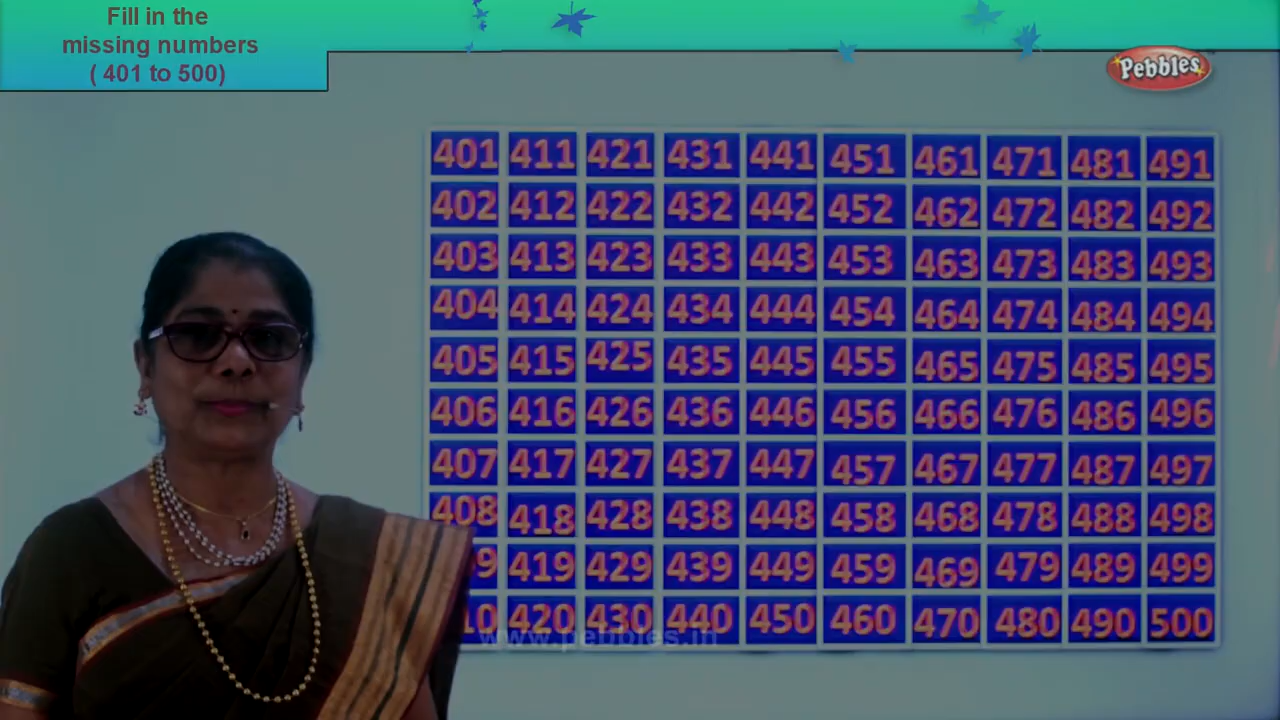 Fill in the
missing numbers
( 401 to 500)
Pebbles
401 411 421 431 441 451 461 471 481 491
402 412 422 432 442 452 462 472 482 492
403 413 423 433 443 453 463 473 483 493
404 414 424 434 444 454 464 474 484 494
405 415 425 435 445 455 465 475 485 495
406 416 426 436 446 456 466 476 486 496
407 417 427 437 447 457 467 477 487 497
408 418 428 438 448 458 468 478 488 498
9 419 429 439 449 459 469 479 489 499
10 420 430 440 450 460 470 480 490 500
www.pebbles.in